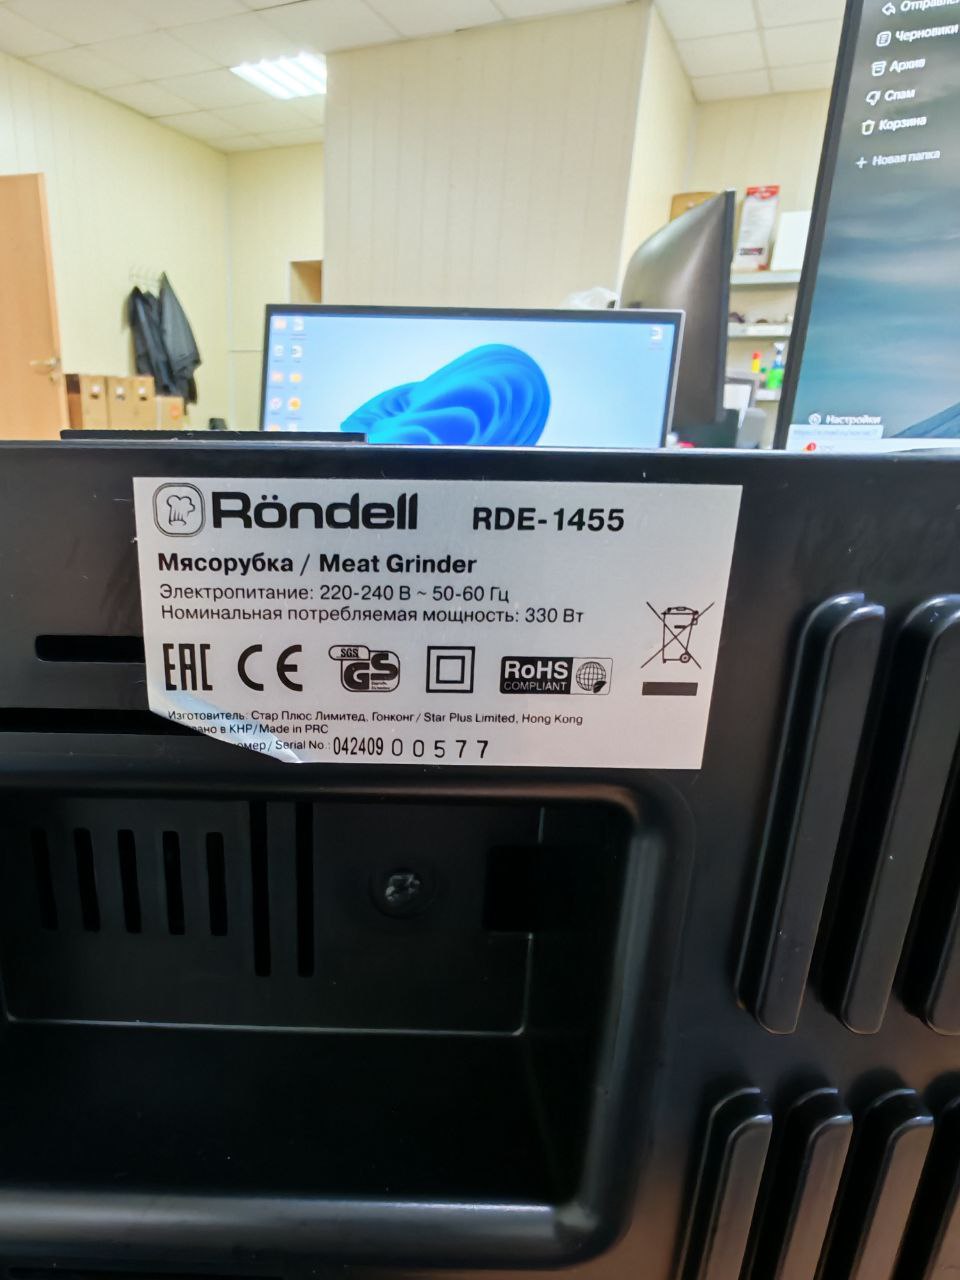 Черновики
Архив
Спам
Корзина
+ Новая папка
Настройки
Röndell RDE-1455
Мясорубка / Meat Grinder
Электропитание: 220-240 В ~ 50-60 Гц
Номинальная потребляемая мощность: 330 Вт
EAC CE SGS GS RoHS
COMPLIANT
Изготовитель: Стар Плюс Лимитед, Гонконг / Star Plus Limited, Hong Kong
в КНР/Made in PRC
/ Serial No.: 042409 00577